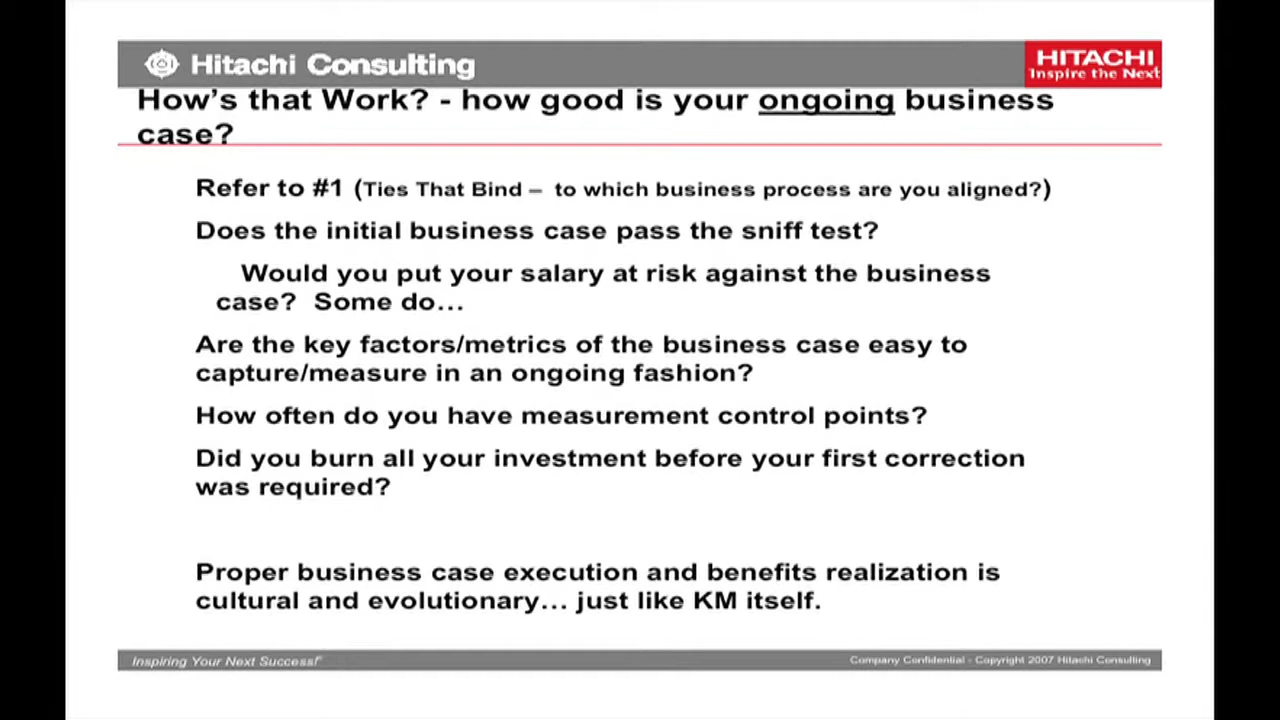 Hitachi Consulting
HITACHI
Inspire the Next
How's that Work? - how good is your ongoing business
case?
Refer to #1 (Ties That Bind – to which business process are you aligned?)
Does the initial business case pass the sniff test?
Would you put your salary at risk against the business
case? Some do...
Are the key factors/metrics of the business case easy to
capture/measure in an ongoing fashion?
How often do you have measurement control points?
Did you burn all your investment before your first correction
was required?
Proper business case execution and benefits realization is
cultural and evolutionary... just like KM itself.
Inspiring Your Next Success!
Company Confidential - Copyright 2007 Hitachi Consulting